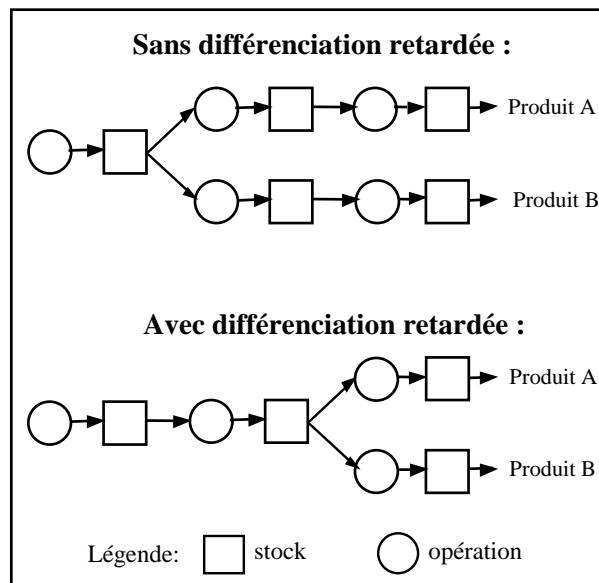 Sans différenciation retardée :
Produit A
Produit B
Avec différenciation retardée :
Produit A
Produit B
Légende: stock opération